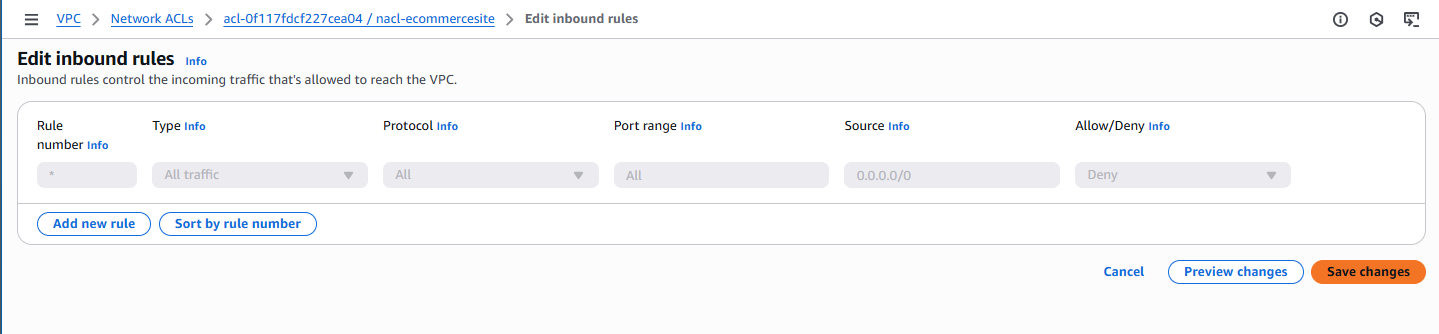 VPC > Network ACLs > acl-0f117fdcf227cea04 / nacl-ecommercesite > Edit inbound rules
Edit inbound rules Info
Inbound rules control the incoming traffic that's allowed to reach the VPC.
Rule number Info
Type Info
Protocol Info
Port range Info
Source Info
Allow/Deny Info
*
All traffic
All
All
0.0.0.0/0
Deny
Add new rule
Sort by rule number
Cancel
Preview changes
Save changes